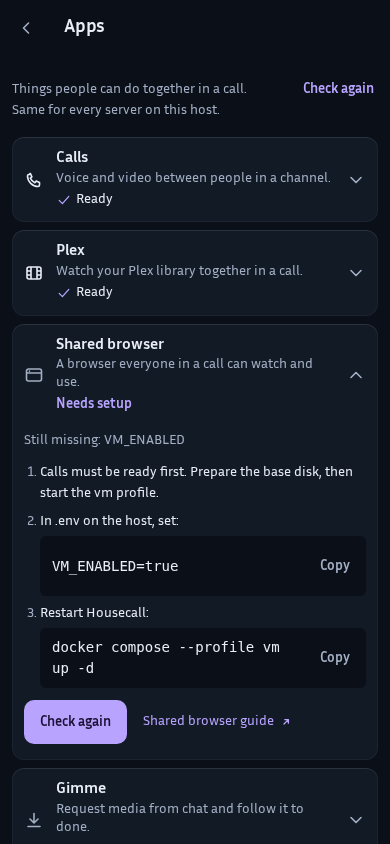 Apps
Things people can do together in a call.
Same for every server on this host.
Check again
Calls
Voice and video between people in a channel.
Ready
Plex
Watch your Plex library together in a call.
Ready
Shared browser
A browser everyone in a call can watch and
use.
Needs setup
Still missing: VM_ENABLED
1. Calls must be ready first. Prepare the base disk, then
start the vm profile.
2. In .env on the host, set:
VM_ENABLED=true
Copy
3. Restart Housecall:
docker compose --profile vm
up -d
Copy
Check again
Shared browser guide ↗
Gimme
Request media from chat and follow it to
done.